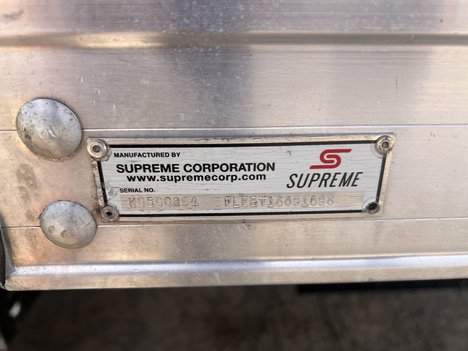 MANUFACTURED BY
SUPREME CORPORATION
www.supremecorp.com
SUPREME
SERIAL NO.